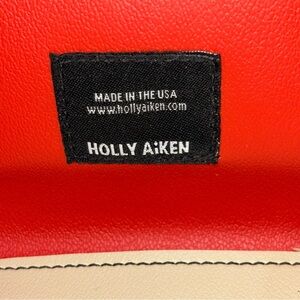 MADE IN THE USA
www.hollyaiken.com
HOLLY AiKEN